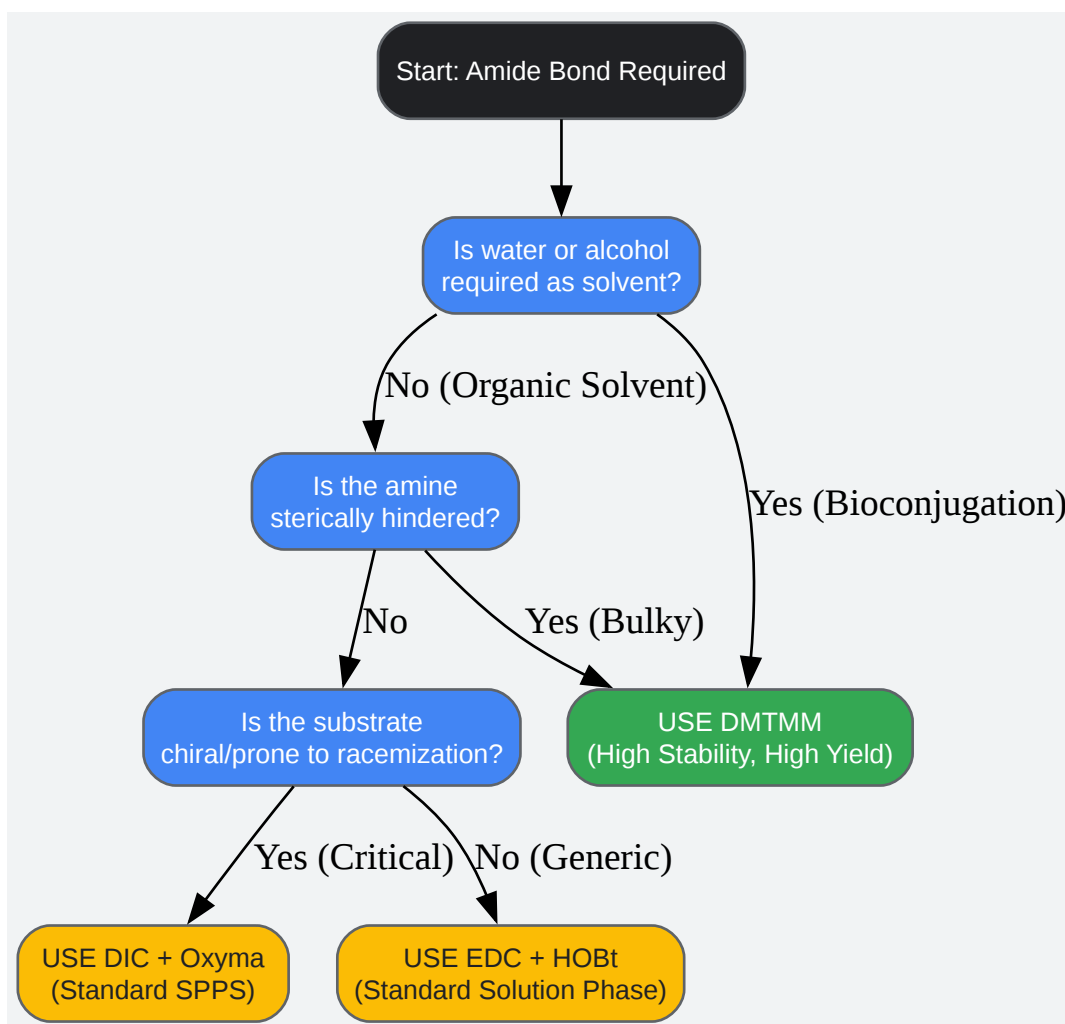 Start: Amide Bond Required
Is water or alcohol
required as solvent?
No (Organic Solvent)
Yes (Bioconjugation)
Is the amine
sterically hindered?
No
Yes (Bulky)
Is the substrate
chiral/prone to racemization?
USE DMTMM
(High Stability, High Yield)
Yes (Critical)
No (Generic)
USE DIC + Oxyma
(Standard SPPS)
USE EDC + HOBt
(Standard Solution Phase)